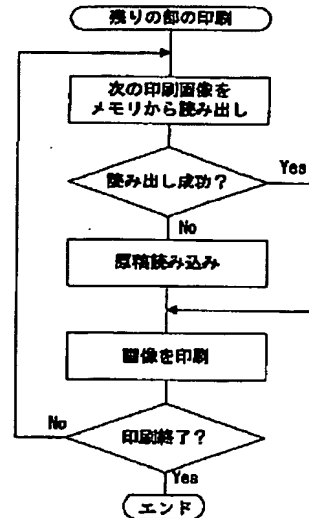 残りの部の印刷
次の印刷画像を
メモリから読み出し
読み出し成功？
Yes
No
原稿読み込み
画像を印刷
No
印刷終了？
Yes
エンド